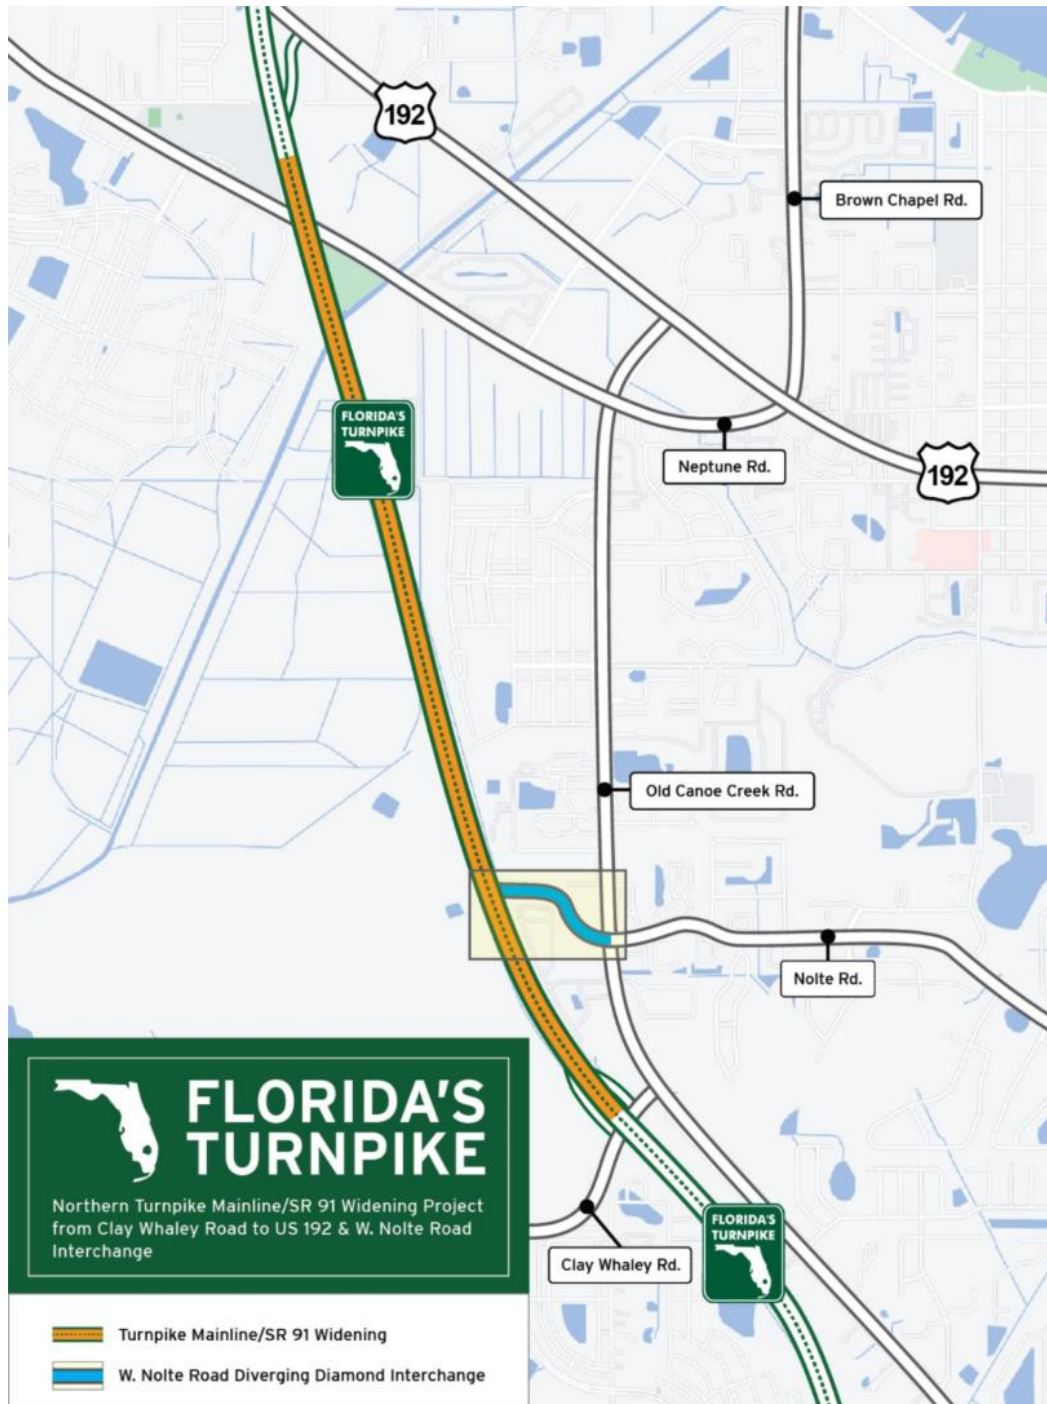 192
Brown Chapel Rd.
FLORIDA'S
TURNPIKE
Neptune Rd.
192
Old Canoe Creek Rd.
Nolte Rd.
FLORIDA'S
TURNPIKE
Northern Turnpike Mainline/SR 91 Widening Project
from Clay Whaley Road to US 192 & W. Nolte Road
Interchange
FLORIDA'S
TURNPIKE
Clay Whaley Rd.
Turnpike Mainline/SR 91 Widening
W. Nolte Road Diverging Diamond Interchange